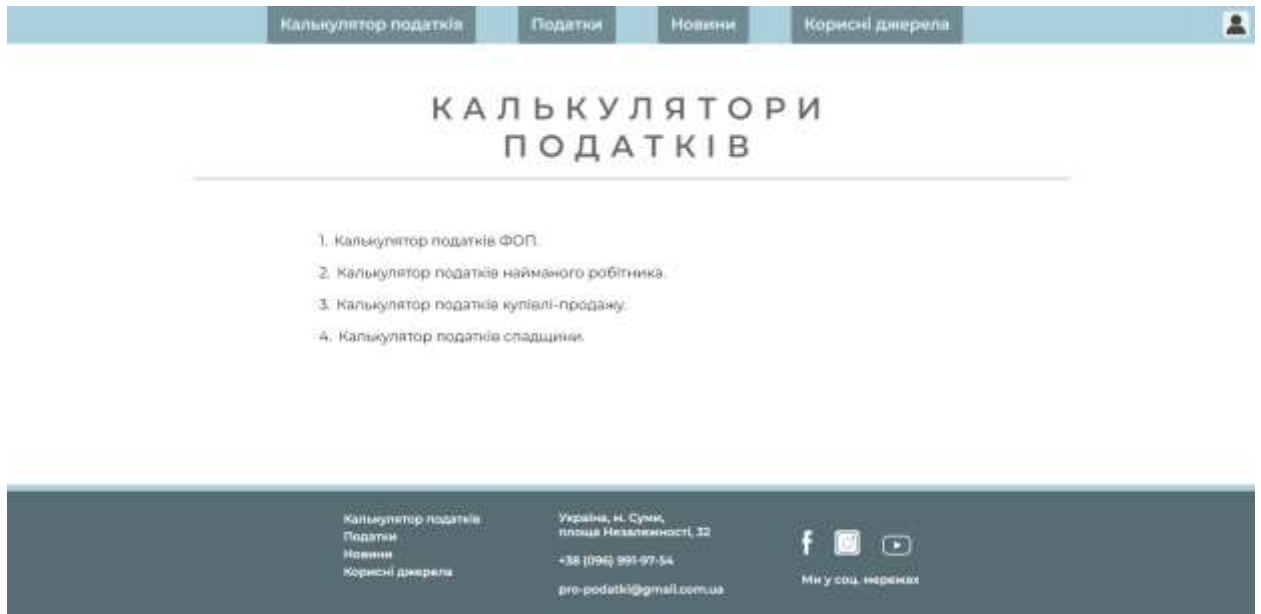 Калькулятор податків
Податки
Новини
Корисні джерела
КАЛЬКУЛЯТОРИ
ПОДАТКІВ
1. Калькулятор податків ФОП.
2. Калькулятор податків найманого робітника.
3. Калькулятор податків купівлі-продажу.
4. Калькулятор податків спадщини.
Калькулятор податків
Податки
Новини
Корисні джерела
Україна, м. Суми,
площа Незалежності, 32
+38 (096) 991-97-54
pro-podatki@gmail.com.ua
Ми у соц. мережах